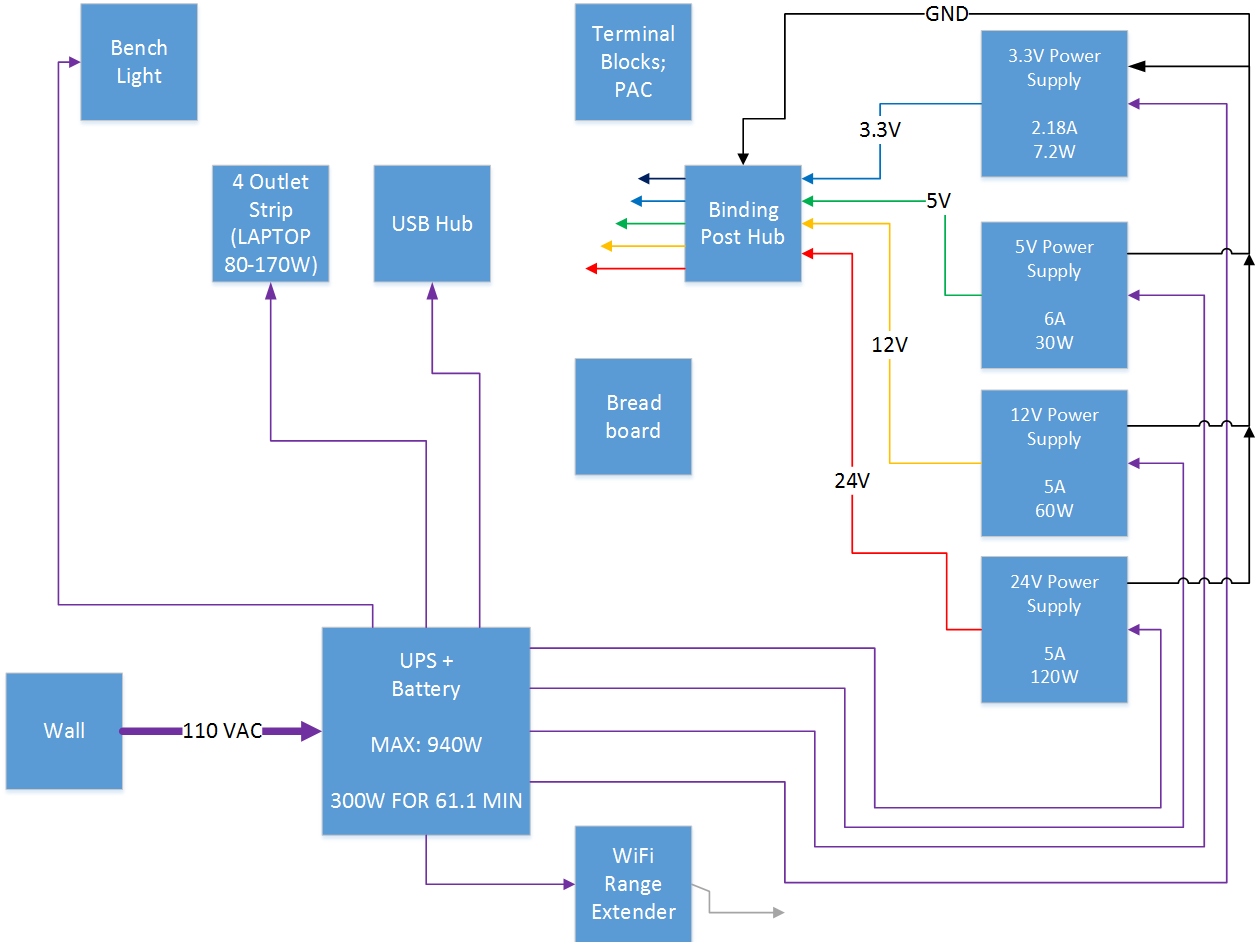 GND
Bench
Light
Terminal
Blocks;
PAC
3.3V Power
Supply
2.18A
7.2W
3.3V
4 Outlet
Strip
(LAPTOP
80-170W)
USB Hub
Binding
Post Hub
5V
5V Power
Supply
6A
30W
12V
Bread
board
12V Power
Supply
5A
60W
24V
24V Power
Supply
5A
120W
Wall
110 VAC
UPS +
Battery
MAX: 940W
300W FOR 61.1 MIN
WiFi
Range
Extender